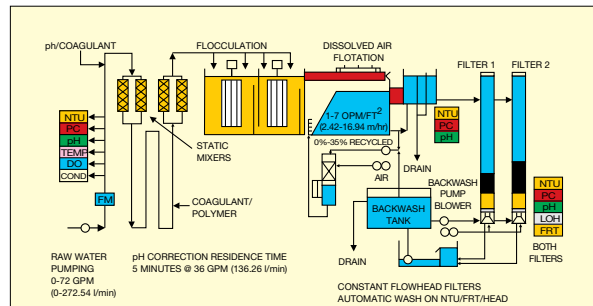 ph/COAGULANT
FLOCCULATION
DISSOLVED AIR
FLOTATION
FILTER 1
FILTER 2
NTU
PC
pH
TEMP
DO
COND
FM
STATIC
MIXERS
COAGULANT/
POLYMER
1-7 OPM/FT2
(2.42-16.94 m/hr)
0%-35% RECYCLED
AIR
NTU
PC
pH
DRAIN
BACKWASH
PUMP
BLOWER
BACKWASH
TANK
NTU
PC
pH
LOH
FRT
BOTH
FILTERS
DRAIN
RAW WATER
PUMPING
0-72 GPM
(0-272.54 l/min)
pH CORRECTION RESIDENCE TIME
5 MINUTES @ 36 GPM (136.26 l/min)
CONSTANT FLOWHEAD FILTERS
AUTOMATIC WASH ON NTU/FRT/HEAD